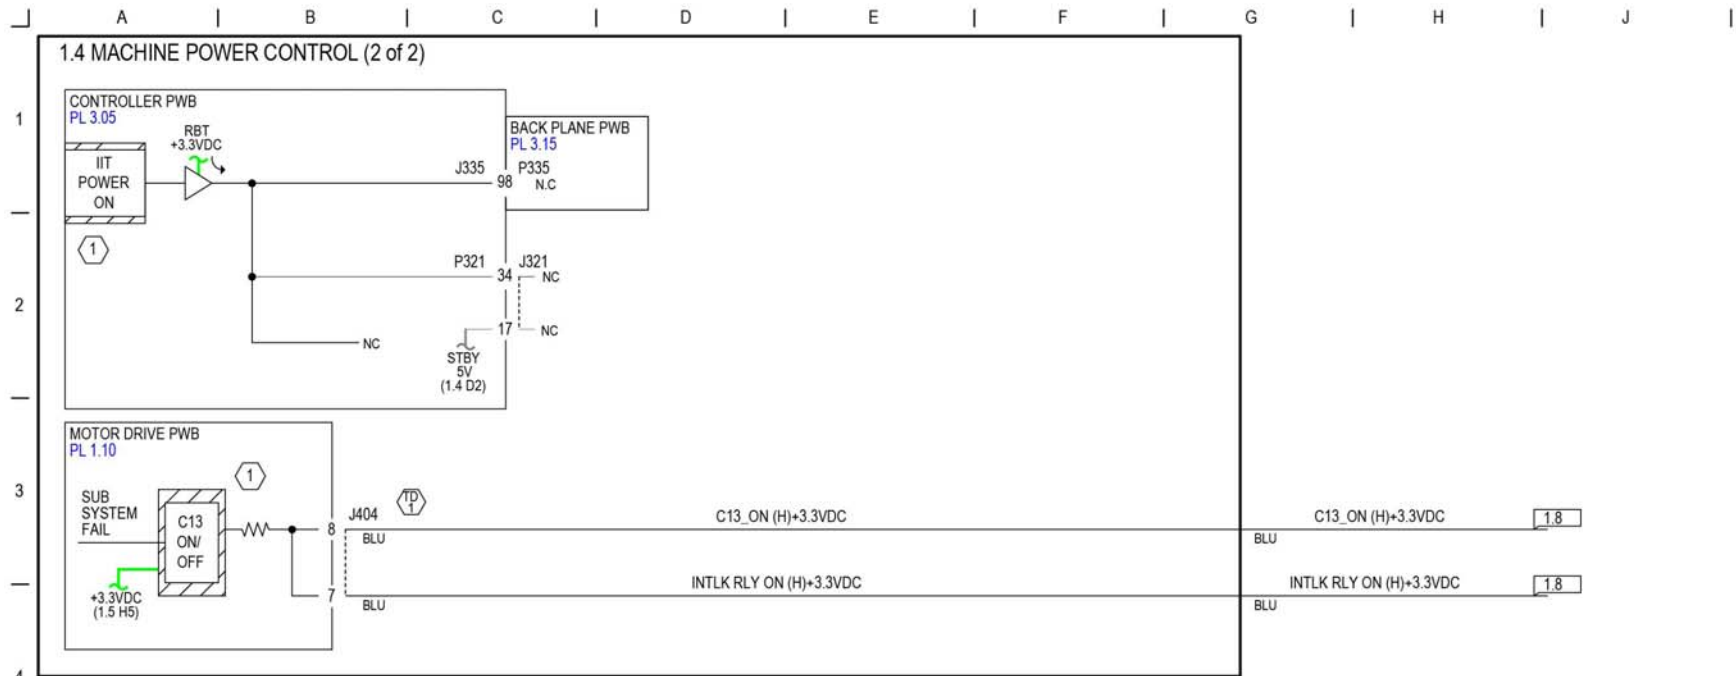 A B C D E F G H J
1.4 MACHINE POWER CONTROL (2 of 2)
1
CONTROLLER PWB
PL 3.05
IIT
POWER
ON
RBT
+3.3VDC
1
J335
98
BACK PLANE PWB
PL 3.15
P335
N.C
2
P321
34
J321
NC
17
NC
NC
STBY
5V
(1.4 D2)
3
MOTOR DRIVE PWB
PL 1.10
SUB
SYSTEM
FAIL
C13
ON/
OFF
1
+3.3VDC
(1.5 H5)
8
J404
TD
1
BLU
C13_ON (H)+3.3VDC
BLU
C13_ON (H)+3.3VDC
1.8
7
BLU
INTLK RLY ON (H)+3.3VDC
BLU
INTLK RLY ON (H)+3.3VDC
1.8
4